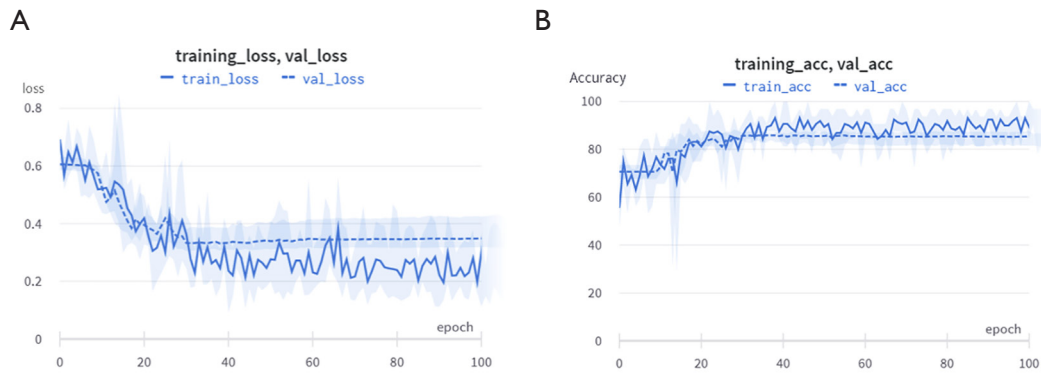 A
training_loss, val_loss
train_loss val_loss
loss
0.8
0.6
0.4
0.2
0
epoch
0 20 40 60 80 100
B
training_acc, val_acc
Accuracy
train_acc val_acc
100
80
60
40
20
0
epoch
0 20 40 60 80 100